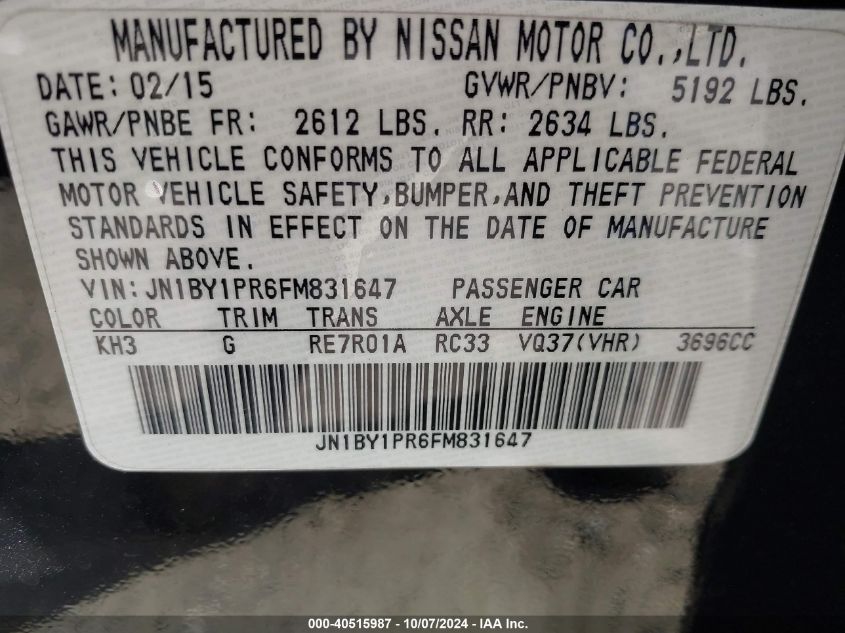 MANUFACTURED BY NISSAN MOTOR CO.,LTD.
DATE: 02/15 GVWR/PNBV: 5192 LBS.
GAWR/PNBE FR: 2612 LBS. RR: 2634 LBS.
THIS VEHICLE CONFORMS TO ALL APPLICABLE FEDERAL
MOTOR VEHICLE SAFETY,BUMPER,AND THEFT PREVENTION
STANDARDS IN EFFECT ON THE DATE OF MANUFACTURE
SHOWN ABOVE.
VIN:JN1BY1PR6FM831647 PASSENGER CAR
COLOR TRIM TRANS AXLE ENGINE
KH3 G RE7R01A RC33 VQ37(VHR) 3696CC
JN1BY1PR6FM831647
000-40515987 - 10/07/2024 - IAA Inc.